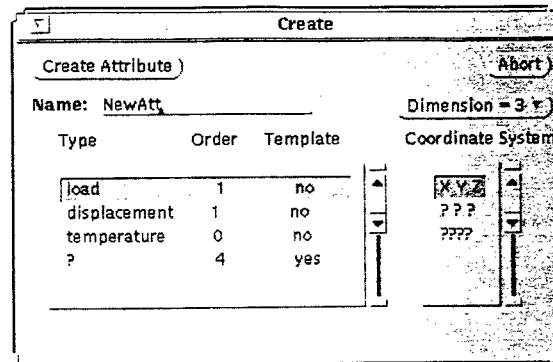 Create
Create Attribute Abort
Name: NewAtt Dimension = 3
Type Order Template Coordinate System
load 1 no X Y Z
displacement 1 no ? ? ?
temperature 0 no ????
? 4 yes